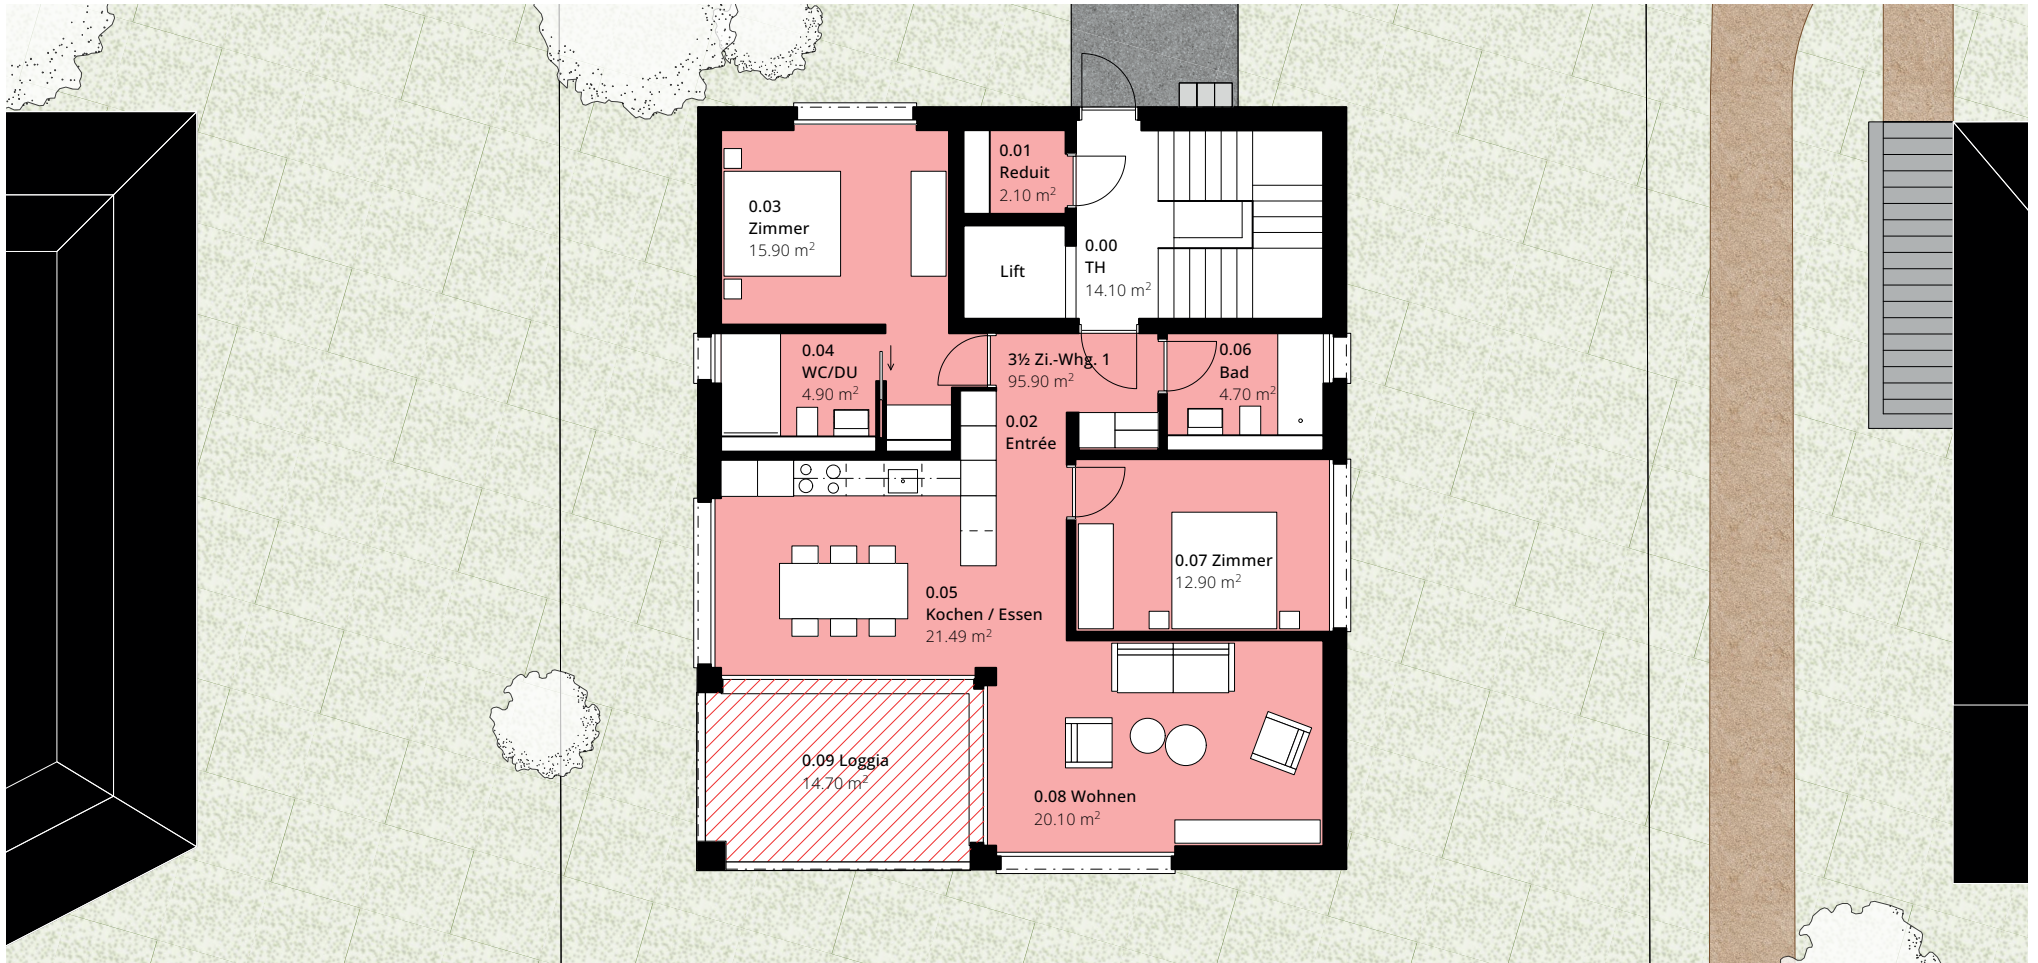 0.01
Reduit
2.10 m²
0.03
Zimmer
15.90 m²
0.00
TH
14.10 m²
Lift
0.04
WC/DU
4.90 m²
3½ Zi.-Whg. 1
95.90 m²
0.06
Bad
4.70 m²
0.02
Entrée
0.07 Zimmer
12.90 m²
0.05
Kochen / Essen
21.49 m²
0.09 Loggia
14.70 m²
0.08 Wohnen
20.10 m²